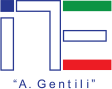 ITE
"A. Gentili"